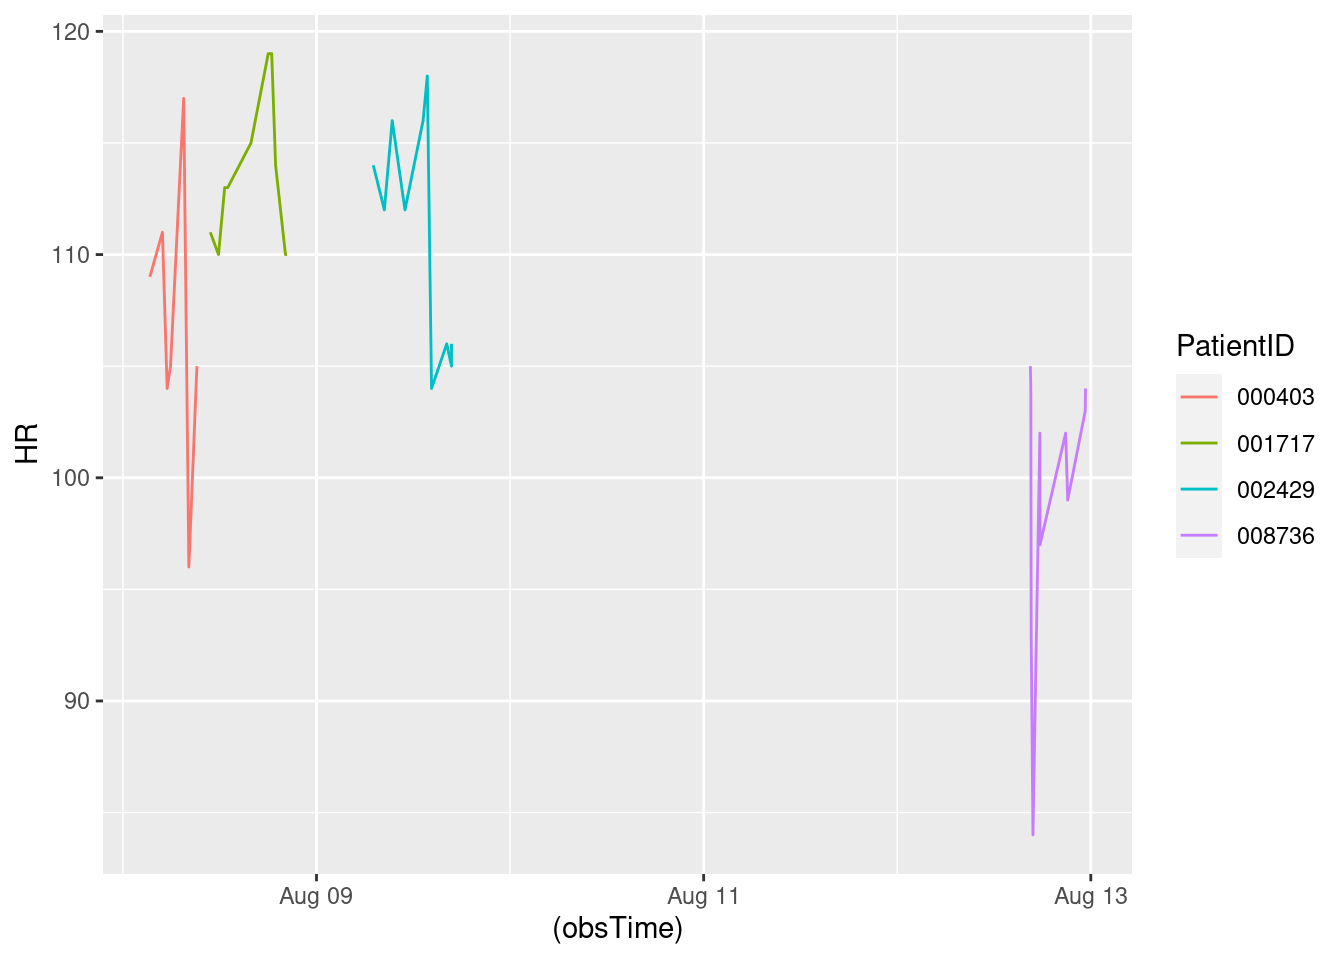 120
110
100
90
HR
Aug 09
Aug 11
Aug 13
(obsTime)
PatientID
000403
001717
002429
008736